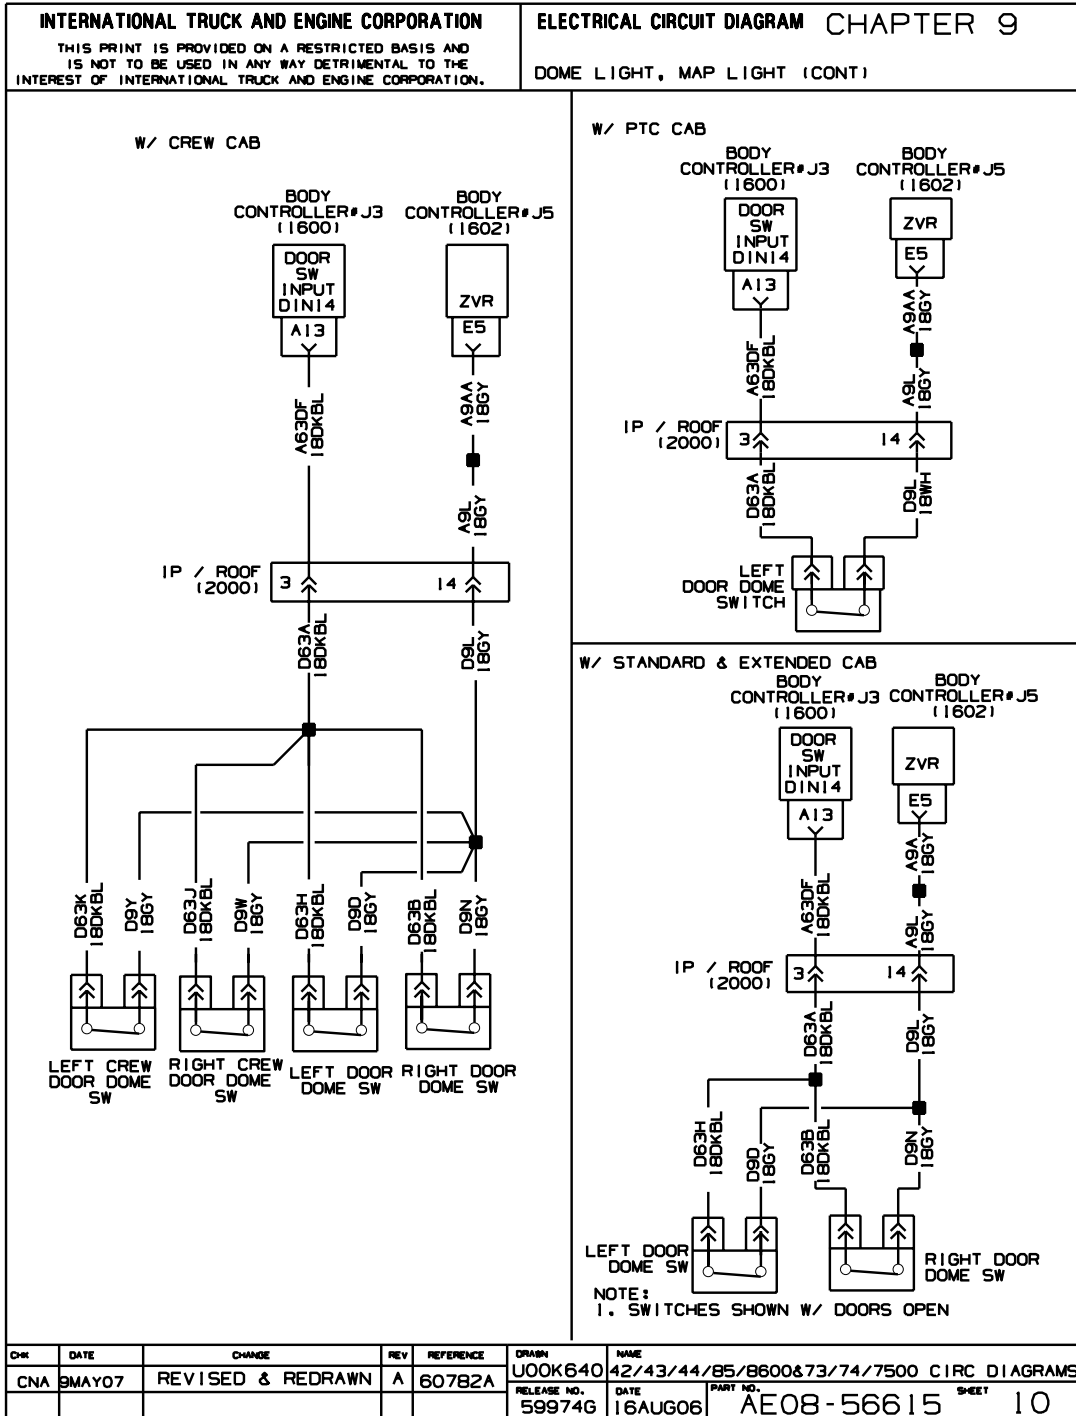 INTERNATIONAL TRUCK AND ENGINE CORPORATION
THIS PRINT IS PROVIDED ON A RESTRICTED BASIS AND
IS NOT TO BE USED IN ANY WAY DETRIMENTAL TO THE
INTEREST OF INTERNATIONAL TRUCK AND ENGINE CORPORATION.
ELECTRICAL CIRCUIT DIAGRAM CHAPTER 9
DOME LIGHT, MAP LIGHT (CONT)
W/ CREW CAB
BODY
CONTROLLER#J3
(1600)
BODY
CONTROLLER#J5
(1602)
DOOR
SW
INPUT
DIN14
A13
ZVR
E5
A63DF
18DKBL
A9AA
18GY
A9L
18GY
IP / ROOF
(2000)
3
14
D63A
18DKBL
D9L
18GY
D63K
18DKBL
D9Y
18GY
D63J
18DKBL
D9W
18GY
D63H
18DKBL
D9D
18GY
D63B
18DKBL
D9N
18GY
LEFT CREW
DOOR DOME
SW
RIGHT CREW
DOOR DOME
SW
LEFT DOOR
DOME SW
RIGHT DOOR
DOME SW
W/ PTC CAB
BODY
CONTROLLER#J3
(1600)
BODY
CONTROLLER#J5
(1602)
DOOR
SW
INPUT
DIN14
A13
ZVR
E5
A63DF
18DKBL
A9AA
18GY
A9L
18GY
IP / ROOF
(2000)
3
14
D63A
18DKBL
D9L
18WH
LEFT
DOOR DOME
SWITCH
W/ STANDARD & EXTENDED CAB
BODY
CONTROLLER#J3
(1600)
BODY
CONTROLLER#J5
(1602)
DOOR
SW
INPUT
DIN14
A13
ZVR
E5
A63DF
18DKBL
A9A
18GY
A9L
18GY
IP / ROOF
(2000)
3
14
D63A
18DKBL
D9L
18GY
D63H
18DKBL
D9D
18GY
D63B
18DKBL
D9N
18GY
LEFT DOOR
DOME SW
RIGHT DOOR
DOME SW
NOTE:
1. SWITCHES SHOWN W/ DOORS OPEN
CHK DATE CHANGE REV REFERENCE
CNA 9MAY07 REVISED & REDRAWN A 60782A
DRAWN NAME
U00K640 42/43/44/85/8600&73/74/7500 CIRC DIAGRAMS
RELEASE NO. DATE PART NO. SHEET
59974G 16AUG06 AE08-56615 10